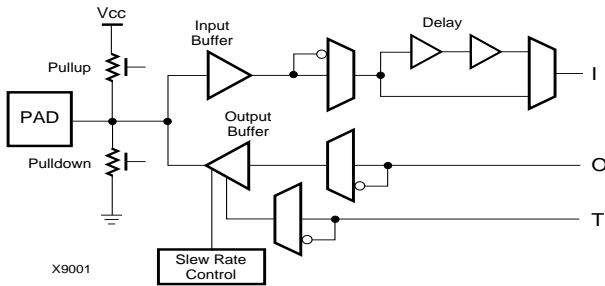 Vcc
Input
Buffer
Delay
Pullup
I
PAD
Output
Buffer
Pulldown
O
T
Slew Rate
Control
X9001